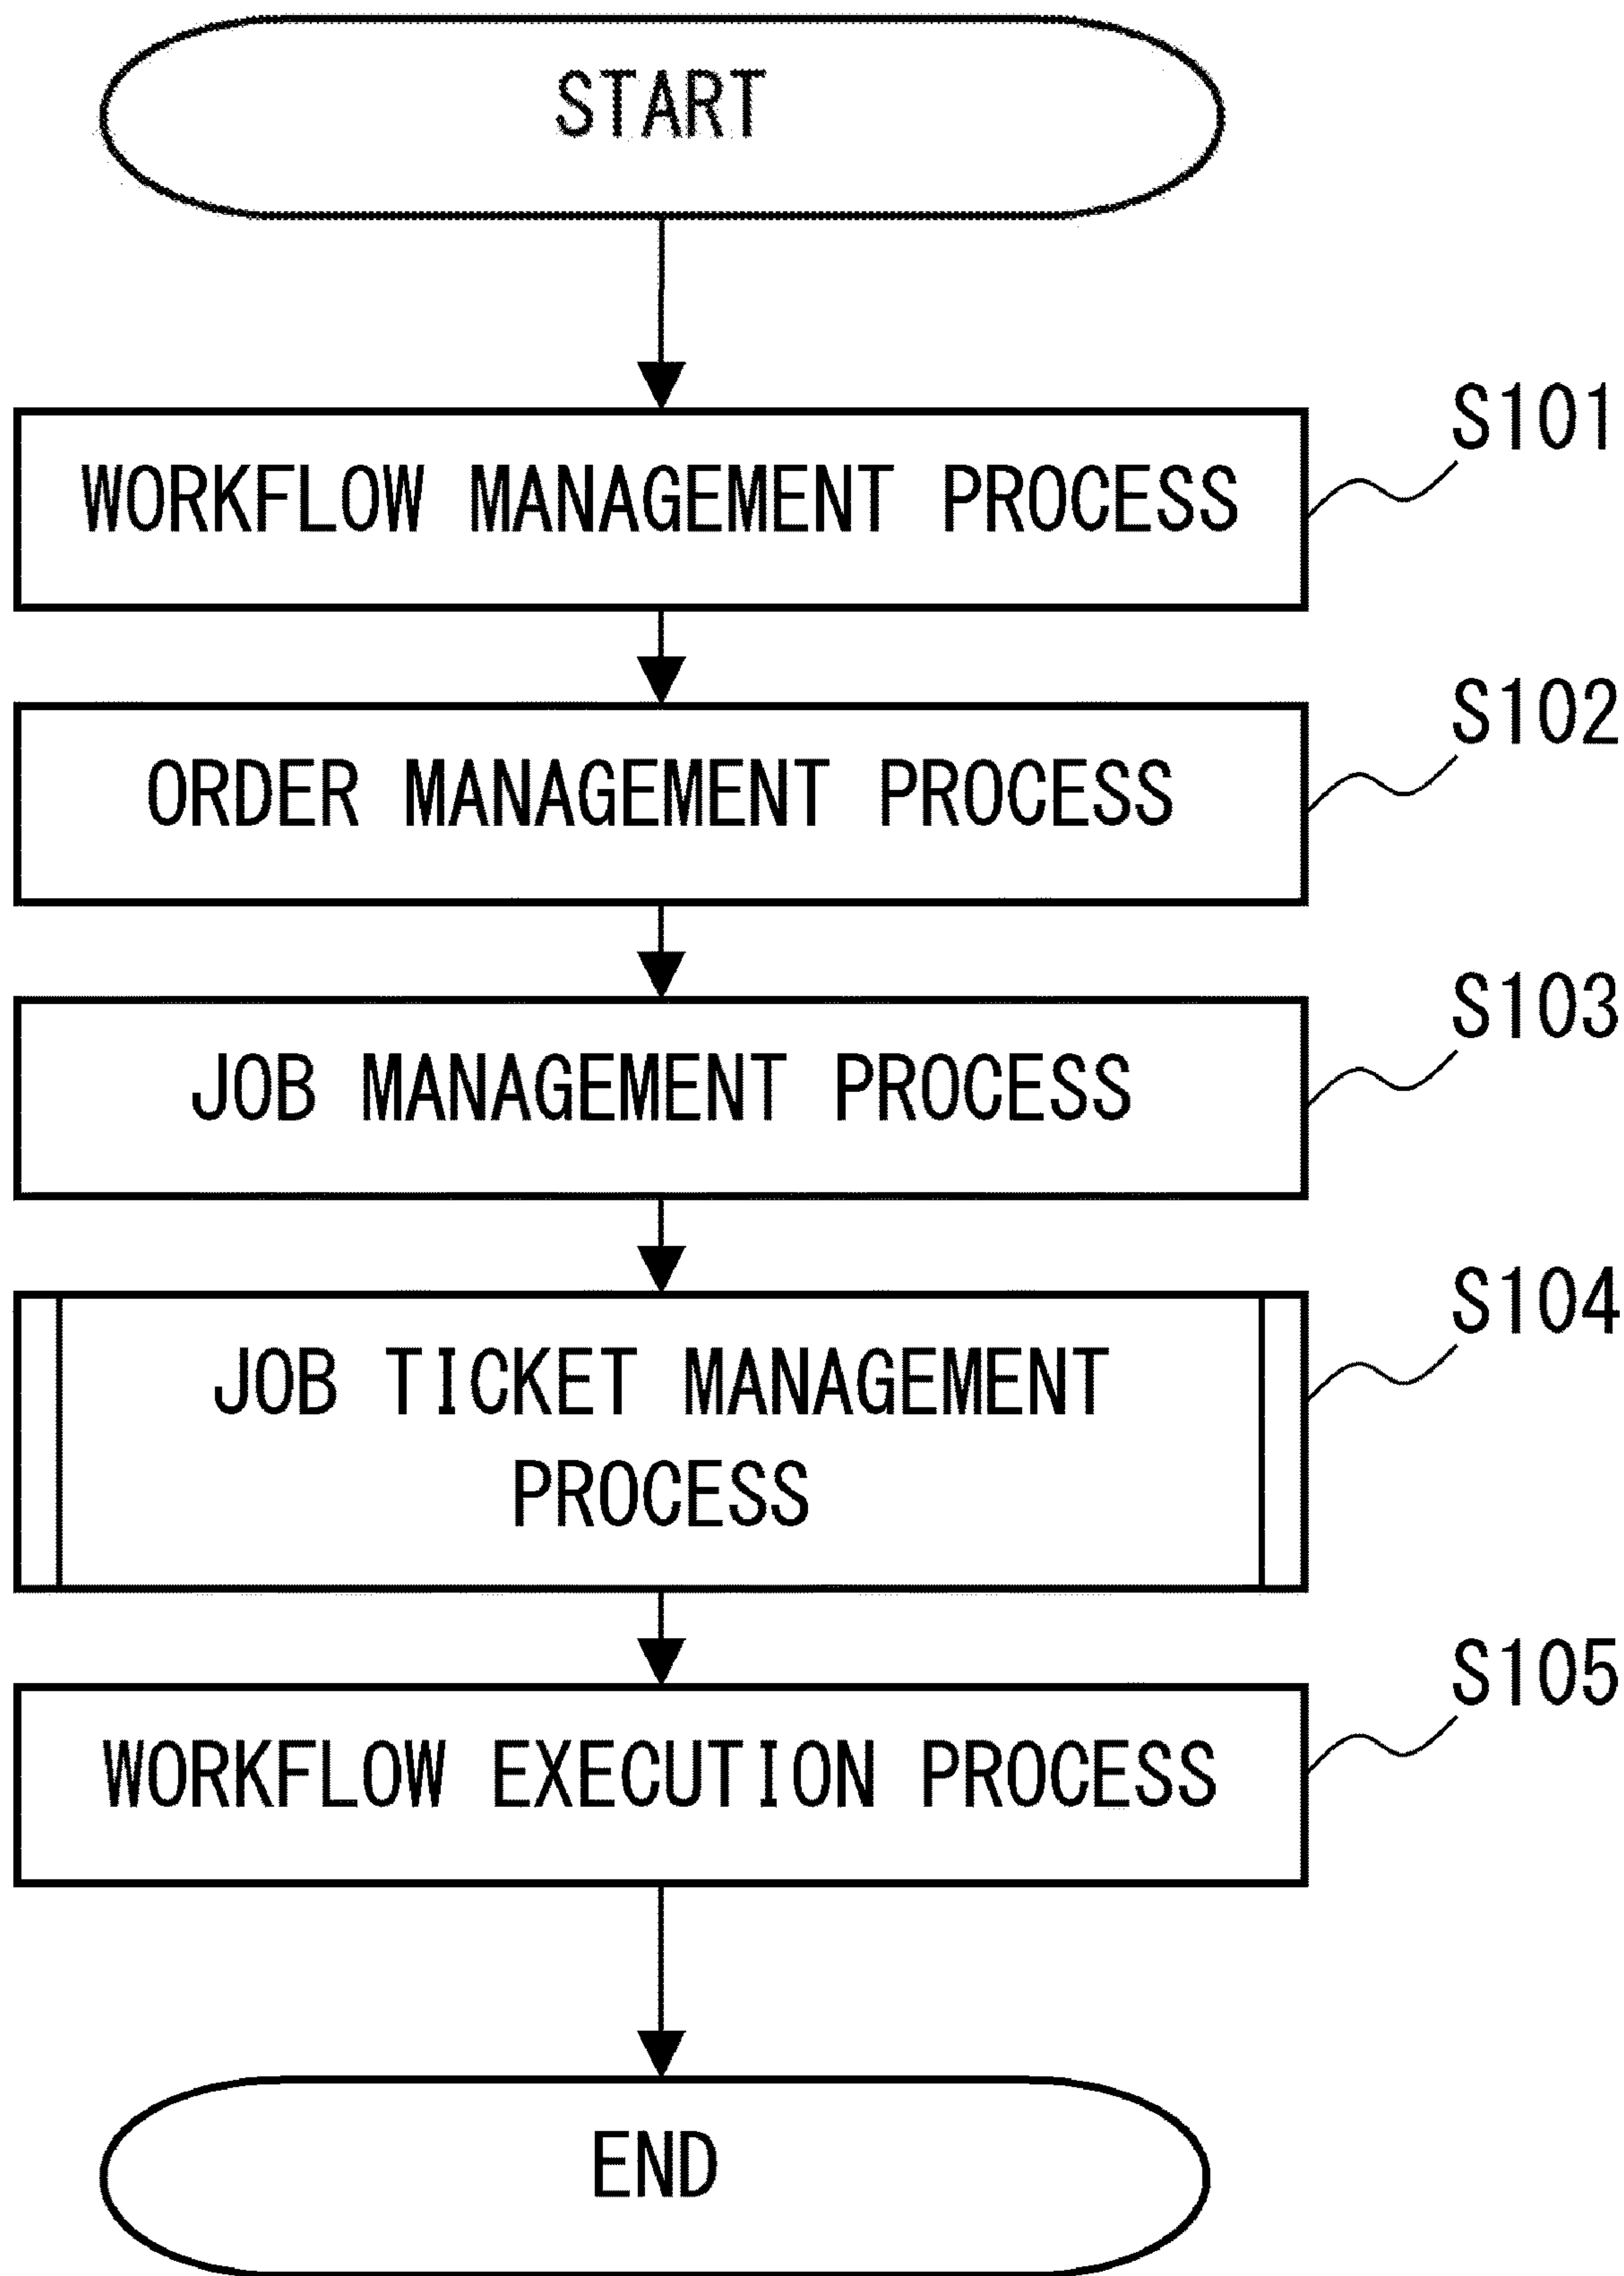 START
S101
WORKFLOW MANAGEMENT PROCESS
S102
ORDER MANAGEMENT PROCESS
S103
JOB MANAGEMENT PROCESS
S104
JOB TICKET MANAGEMENT
PROCESS
S105
WORKFLOW EXECUTION PROCESS
END